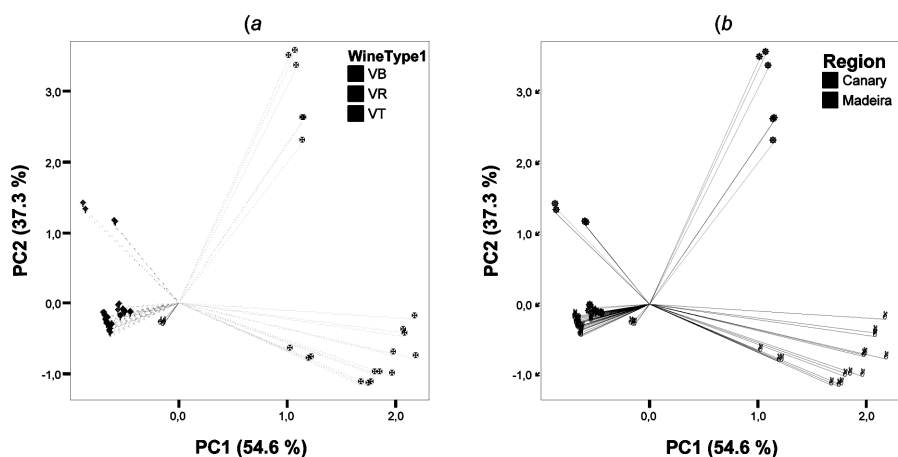 (a
WineType1
VB
VR
VT
3,0
2,0
1,0
0,0
-1,0
0,0
1,0
2,0
PC2 (37.3 %)
PC1 (54.6 %)
(b
Region
Canary
Madeira
3,0
2,0
1,0
0,0
-1,0
0,0
1,0
2,0
PC2 (37.3 %)
PC1 (54.6 %)